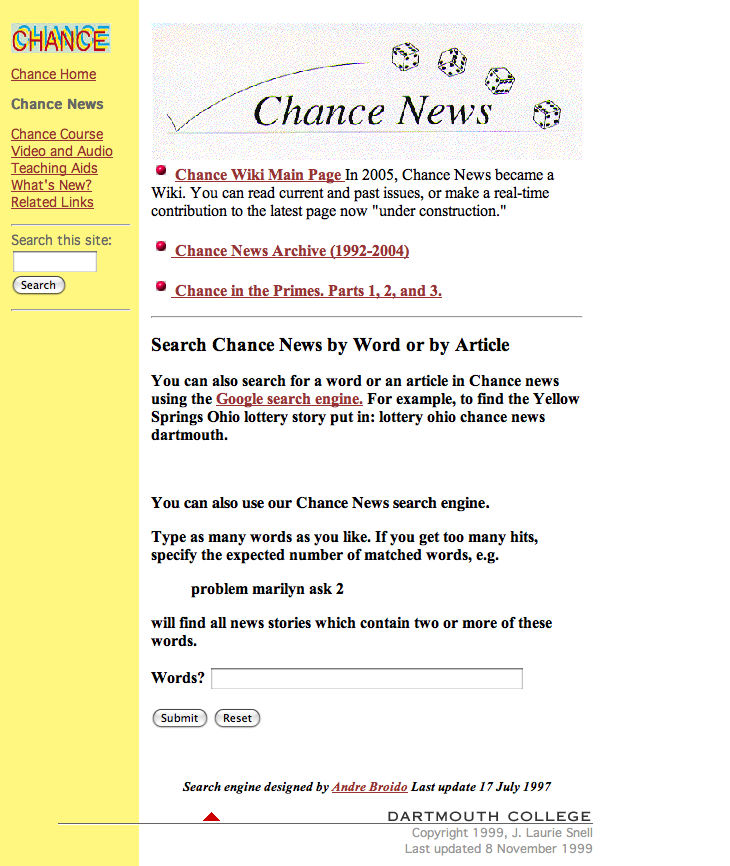 CHANCE
Chance Home
Chance News
Chance Course
Video and Audio
Teaching Aids
What's New?
Related Links
Search this site:
Search
Chance News
Chance Wiki Main Page In 2005, Chance News became a
Wiki. You can read current and past issues, or make a real-time
contribution to the latest page now "under construction."
Chance News Archive (1992-2004)
Chance in the Primes. Parts 1, 2, and 3.
Search Chance News by Word or by Article
You can also search for a word or an article in Chance news
using the Google search engine. For example, to find the Yellow
Springs Ohio lottery story put in: lottery ohio chance news
dartmouth.
You can also use our Chance News search engine.
Type as many words as you like. If you get too many hits,
specify the expected number of matched words, e.g.
problem marilyn ask 2
will find all news stories which contain two or more of these
words.
Words?
Submit Reset
Search engine designed by Andre Broido Last update 17 July 1997
DARTMOUTH COLLEGE
Copyright 1999, J. Laurie Snell
Last updated 8 November 1999